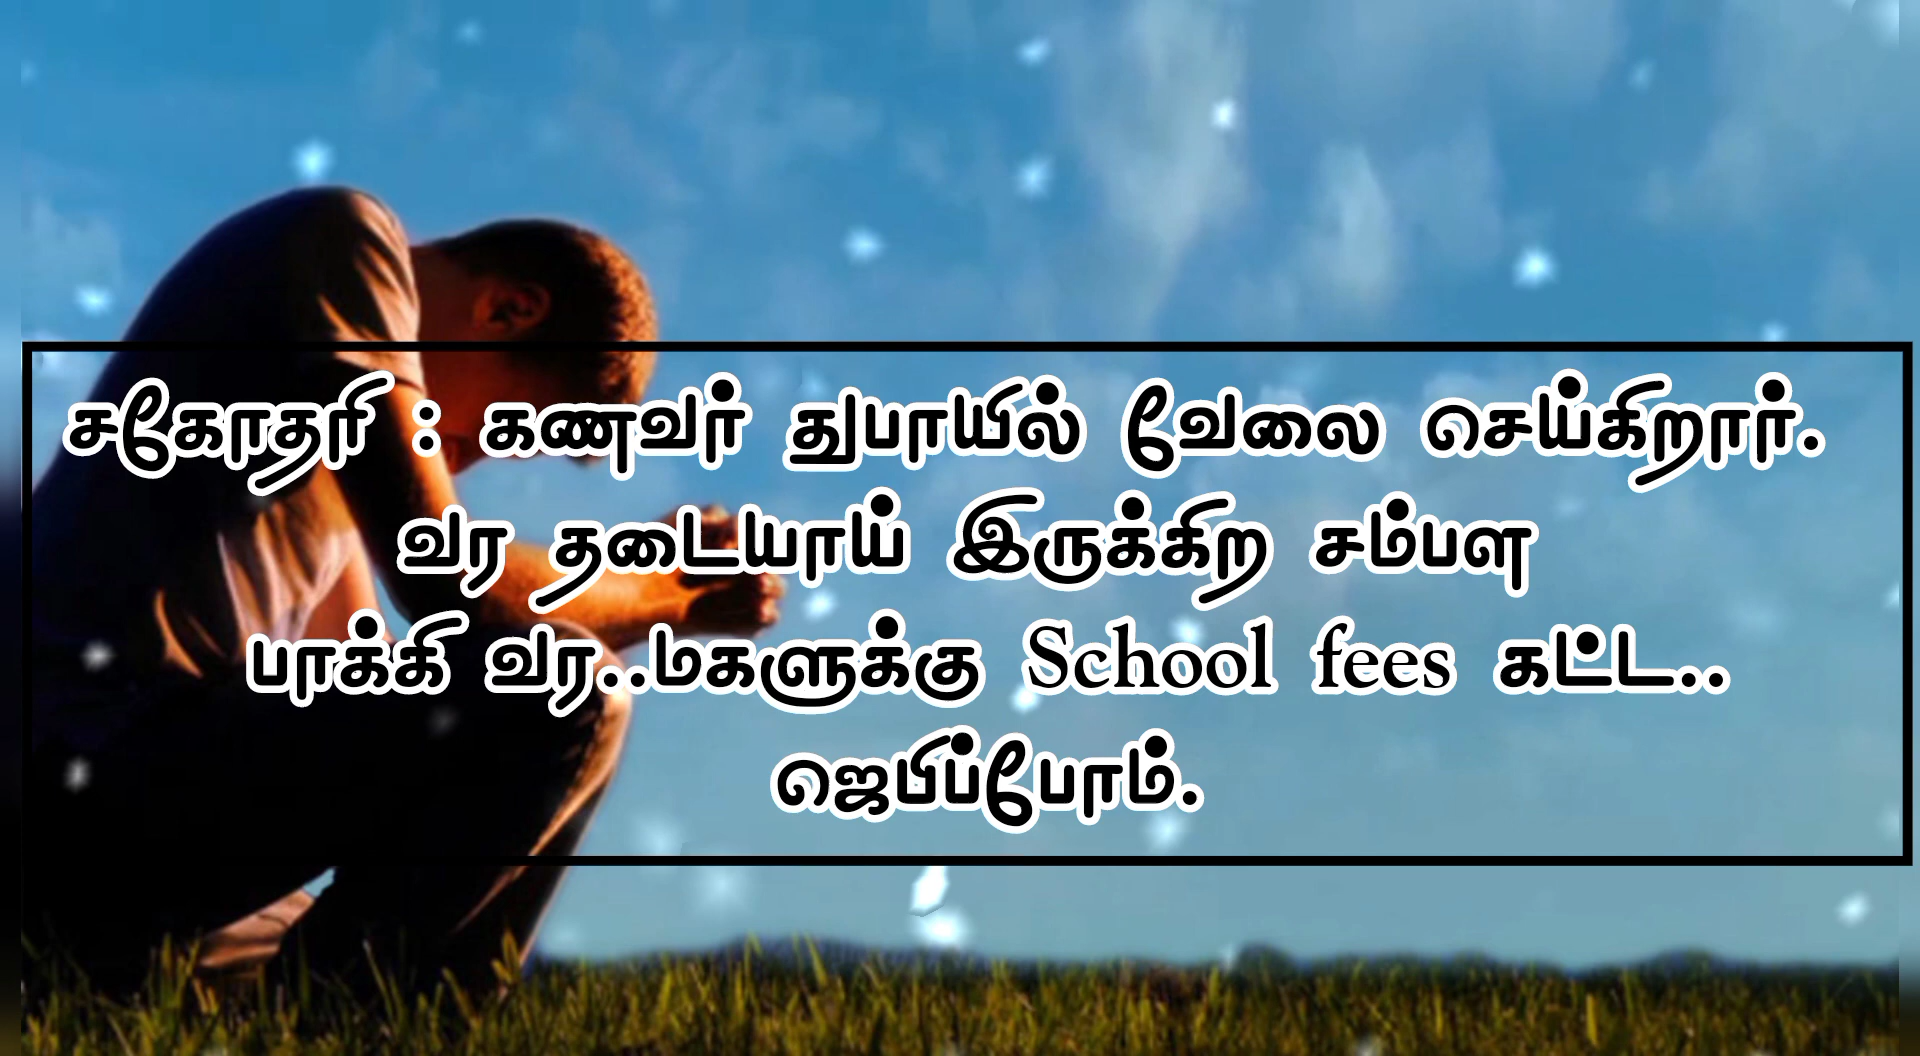 சகோதரி : கணவர் துபாயில் வேலை செய்கிறார்.
வர தடையாய் இருக்கிற சம்பள
பாக்கி வர..மகளுக்கு School fees கட்ட..
ஜெபிப்போம்.